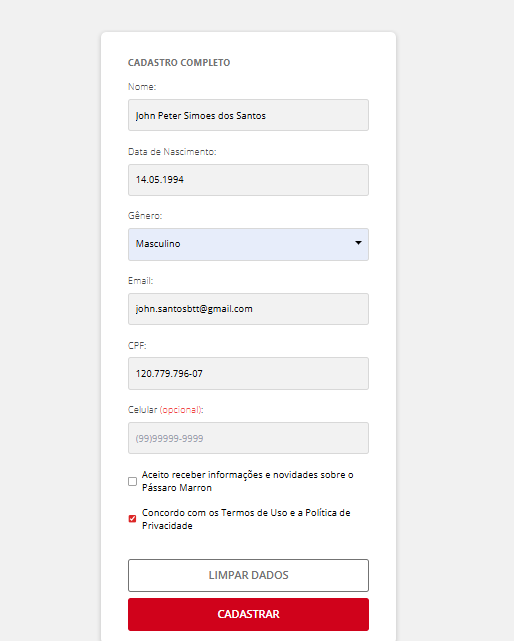 CADASTRO COMPLETO
Nome:
John Peter Simoes dos Santos
Data de Nascimento:
14.05.1994
Gênero:
Masculino
Email:
john.santosbtt@gmail.com
CPF:
120.779.796-07
Celular (opcional):
(99)99999-9999
Aceito receber informações e novidades sobre o
Pássaro Marron
Concordo com os Termos de Uso e a Política de
Privacidade
LIMPAR DADOS
CADASTRAR